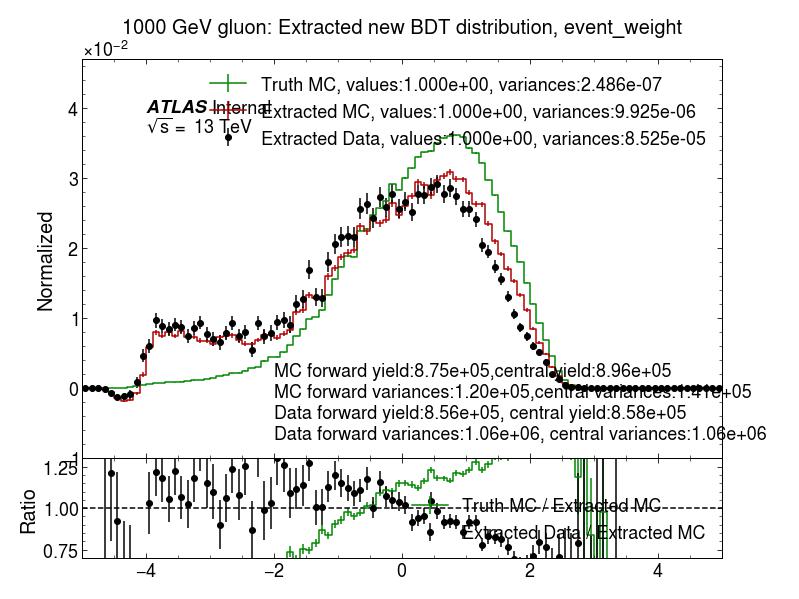 1000 GeV gluon: Extracted new BDT distribution, event_weight
×10⁻²
Truth MC, values:1.000e+00, variances:2.486e-07
ATLAS Internal
Extracted MC, values:1.000e+00, variances:9.925e-06
√s = 13 TeV
Extracted Data, values:1.000e+00, variances:8.525e-05
4
3
2
1
0
Normalized
MC forward yield:8.75e+05,central yield:8.96e+05
MC forward variances:1.20e+05,central variances:1.41e+05
Data forward yield:8.56e+05, central yield:8.58e+05
Data forward variances:1.06e+06, central variances:1.06e+06
1
1.25
1.00
0.75
Ratio
Truth MC / Extracted MC
Extracted Data / Extracted MC
−4 −2 0 2 4